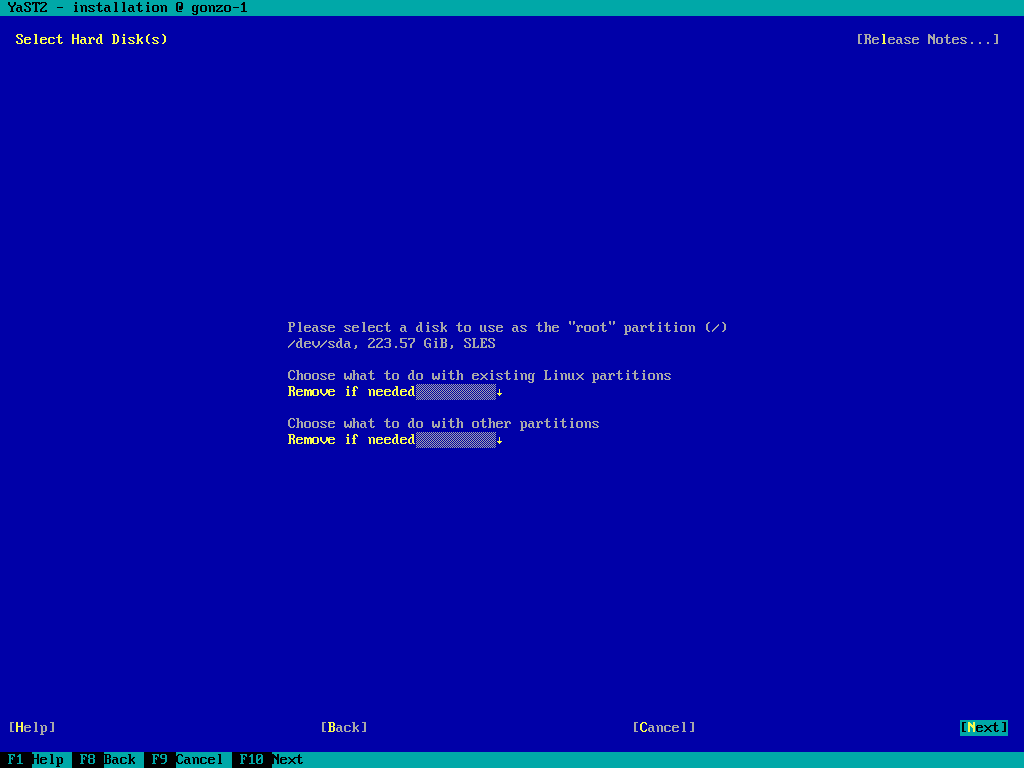 YaST2 - installation @ gonzo-1
Select Hard Disk(s) [Release Notes...]
Please select a disk to use as the "root" partition (/)
/dev/sda, 223.57 GiB, SLES
Choose what to do with existing Linux partitions
Remove if needed↓
Choose what to do with other partitions
Remove if needed↓
[Help] [Back] [Cancel] [Next]
F1 Help F8 Back F9 Cancel F10 Next